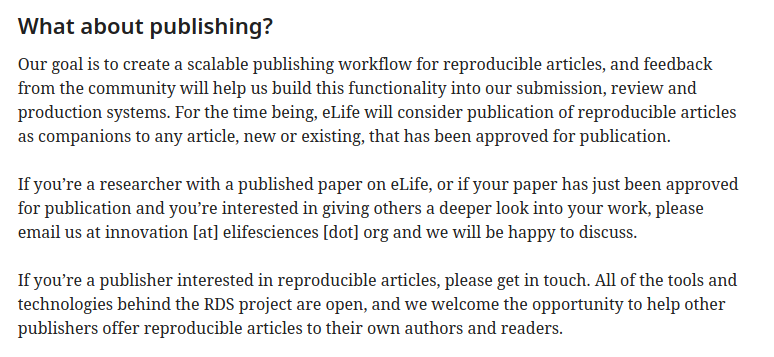 What about publishing?
Our goal is to create a scalable publishing workflow for reproducible articles, and feedback
from the community will help us build this functionality into our submission, review and
production systems. For the time being, eLife will consider publication of reproducible articles
as companions to any article, new or existing, that has been approved for publication.
If you’re a researcher with a published paper on eLife, or if your paper has just been approved
for publication and you’re interested in giving others a deeper look into your work, please
email us at innovation [at] elifesciences [dot] org and we will be happy to discuss.
If you’re a publisher interested in reproducible articles, please get in touch. All of the tools and
technologies behind the RDS project are open, and we welcome the opportunity to help other
publishers offer reproducible articles to their own authors and readers.